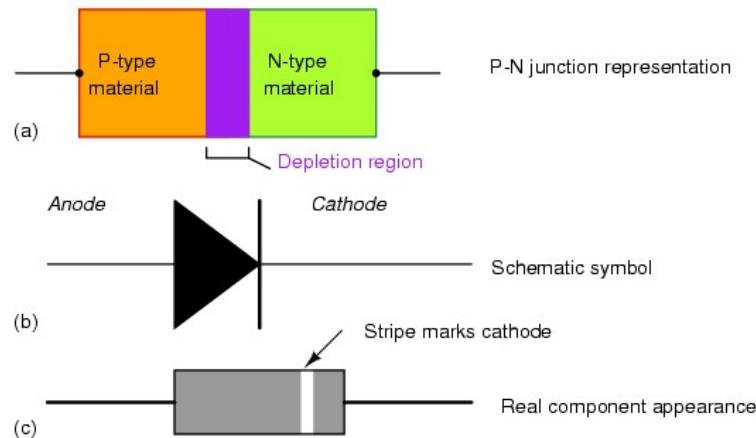 P-type
material
N-type
material
P-N junction representation
(a)
Depletion region
Anode
Cathode
Schematic symbol
(b)
Stripe marks cathode
Real component appearance
(c)